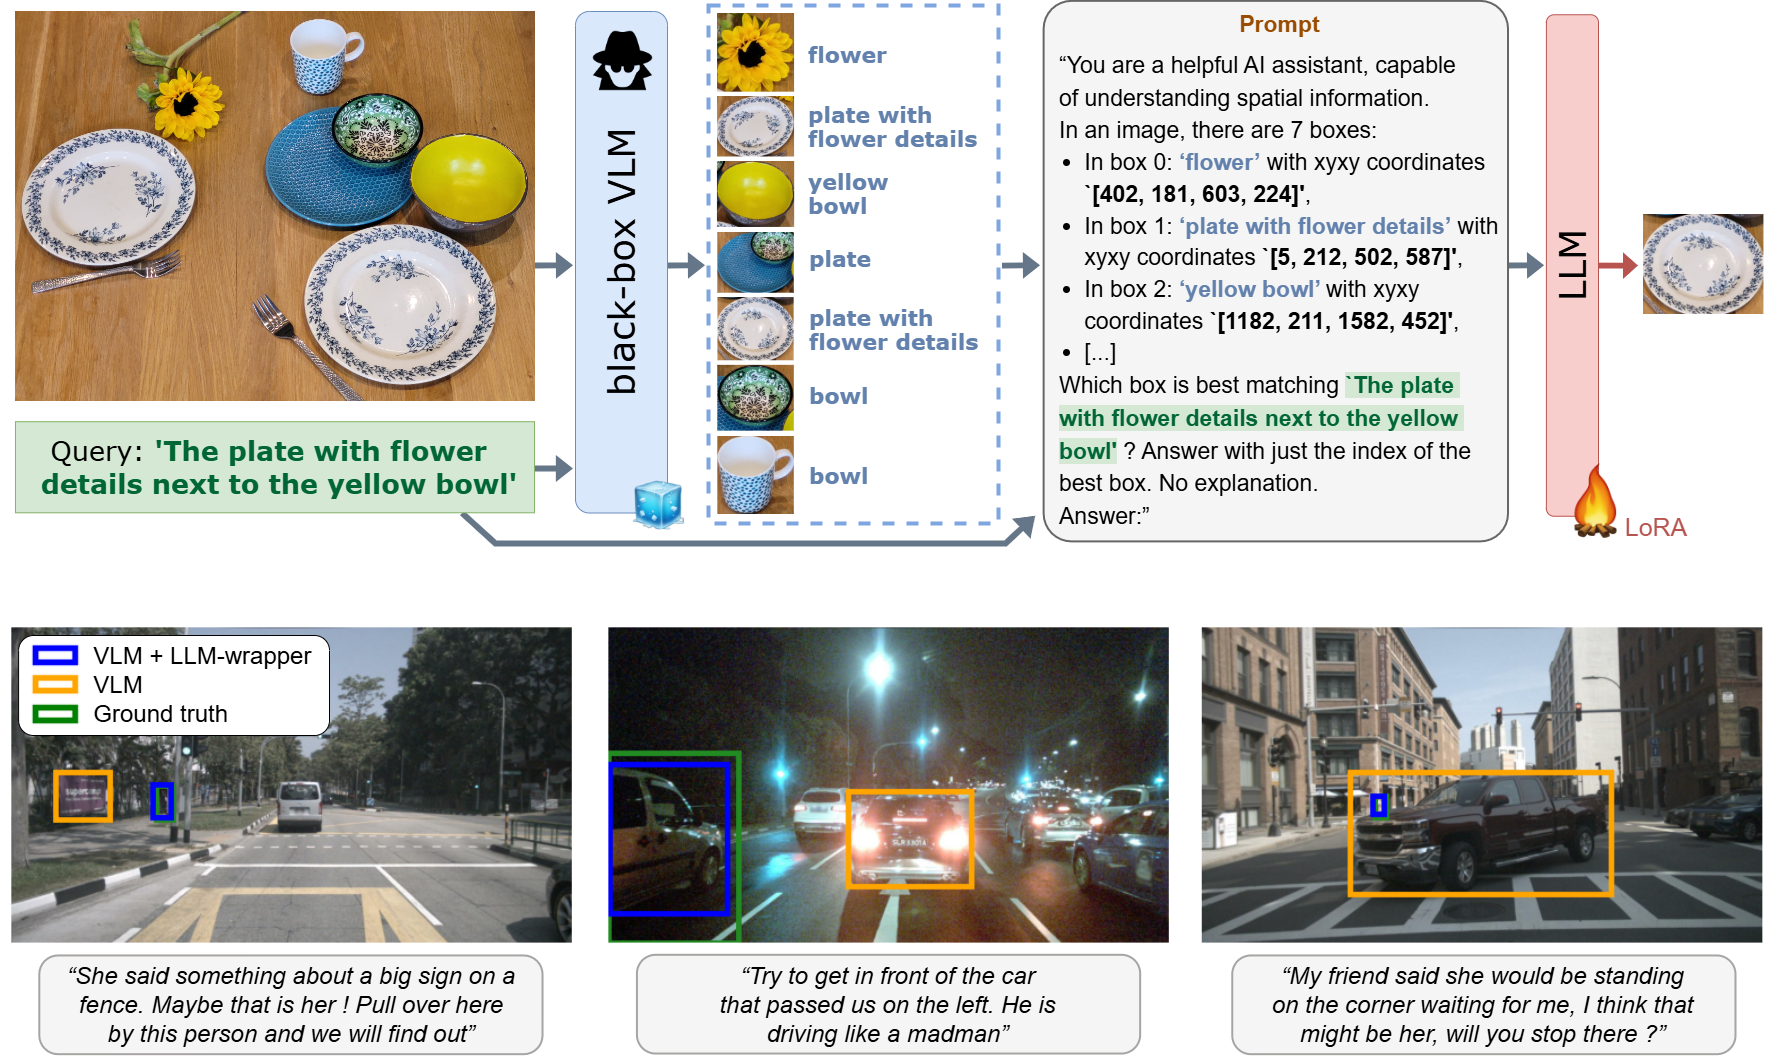 Query: 'The plate with flower
details next to the yellow bowl'
black-box VLM
flower
plate with
flower details
yellow
bowl
plate
plate with
flower details
bowl
bowl
Prompt
“You are a helpful AI assistant, capable
of understanding spatial information.
In an image, there are 7 boxes:
• In box 0: ‘flower’ with xyxy coordinates
`[402, 181, 603, 224]',
• In box 1: ‘plate with flower details’ with
xyxy coordinates `[5, 212, 502, 587]',
• In box 2: ‘yellow bowl’ with xyxy
coordinates `[1182, 211, 1582, 452]',
• [...]
Which box is best matching `The plate
with flower details next to the yellow
bowl' ? Answer with just the index of the
best box. No explanation.
Answer:”
LLM
LoRA
VLM + LLM-wrapper
VLM
Ground truth
“She said something about a big sign on a
fence. Maybe that is her ! Pull over here
by this person and we will find out”
“Try to get in front of the car
that passed us on the left. He is
driving like a madman”
“My friend said she would be standing
on the corner waiting for me, I think that
might be her, will you stop there ?”